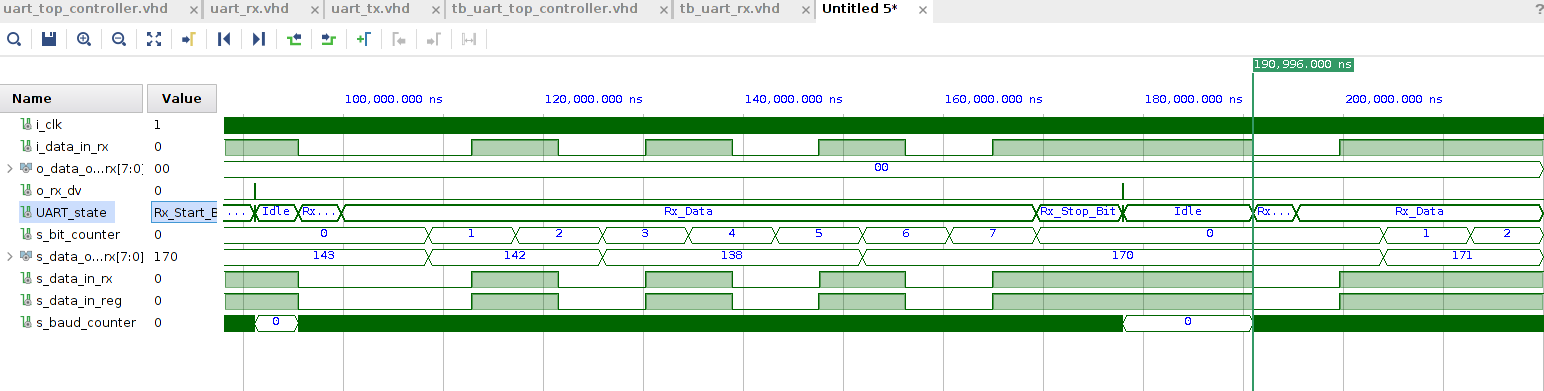 uart_top_controller.vhd × uart_rx.vhd × uart_tx.vhd × tb_uart_top_controller.vhd × tb_uart_rx.vhd × Untitled 5* × ?
190,996.000 ns
Name Value 100,000.000 ns 120,000.000 ns 140,000.000 ns 160,000.000 ns 180,000.000 ns 200,000.000 ns
i_clk 1
i_data_in_rx 0
o_data_o...rx[7:0] 00 00
o_rx_dv 0
UART_state Rx_Start_B ... Idle Rx... Rx_Data Rx_Stop_Bit Idle Rx... Rx_Data
s_bit_counter 0 0 1 2 3 4 5 6 7 0 1 2
s_data_o...rx[7:0] 170 143 142 138 170 171
s_data_in_rx 0
s_data_in_reg 0
s_baud_counter 0 0 0